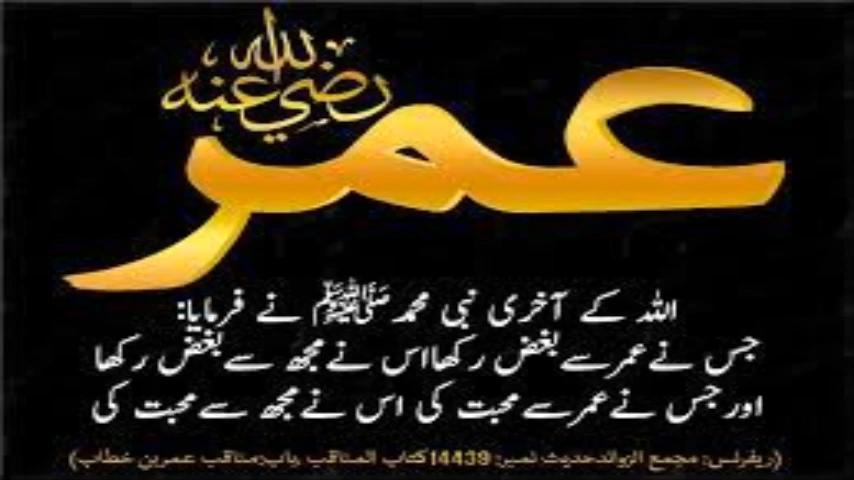 عمر
رضي الله عنه
اللہ کے آخری نبی محمد ﷺ نے فرمایا:
جس نے عمر سے بغض رکھا اس نے مجھ سے بغض رکھا
اور جس نے عمر سے محبت کی اس نے مجھ سے محبت کی
(ریفرنس: مجمع الزوائد حدیث نمبر: 14439 کتاب المناقب باب: مناقب عمر بن خطاب)